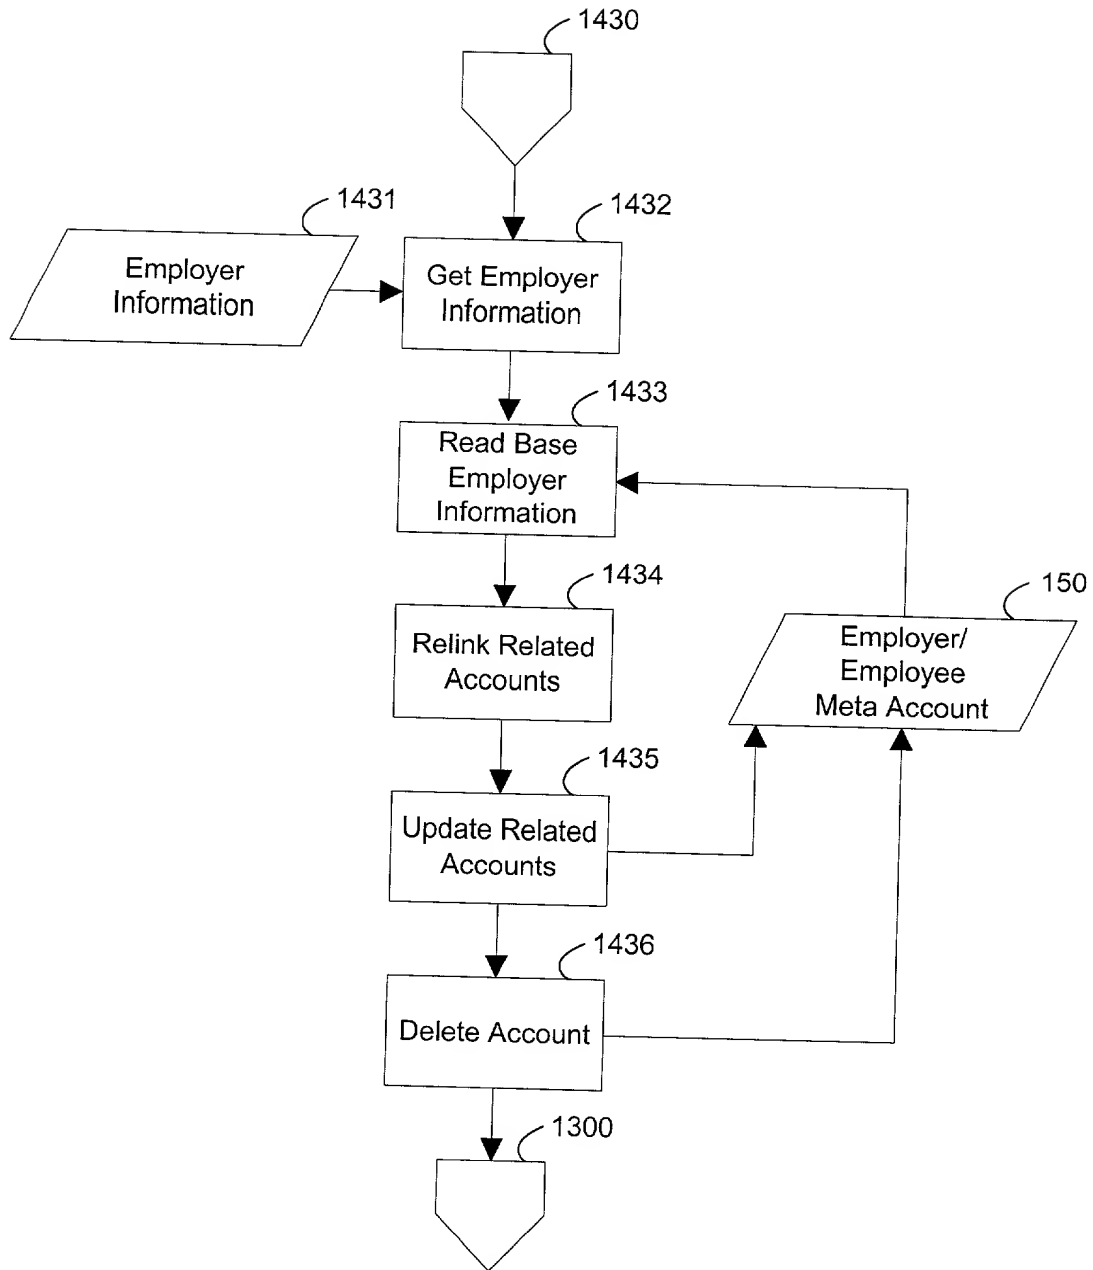 1430
1431
1432
Employer
Information
Get Employer
Information
1433
Read Base
Employer
Information
1434
150
Relink Related
Accounts
Employer/
Employee
Meta Account
1435
Update Related
Accounts
1436
Delete Account
1300